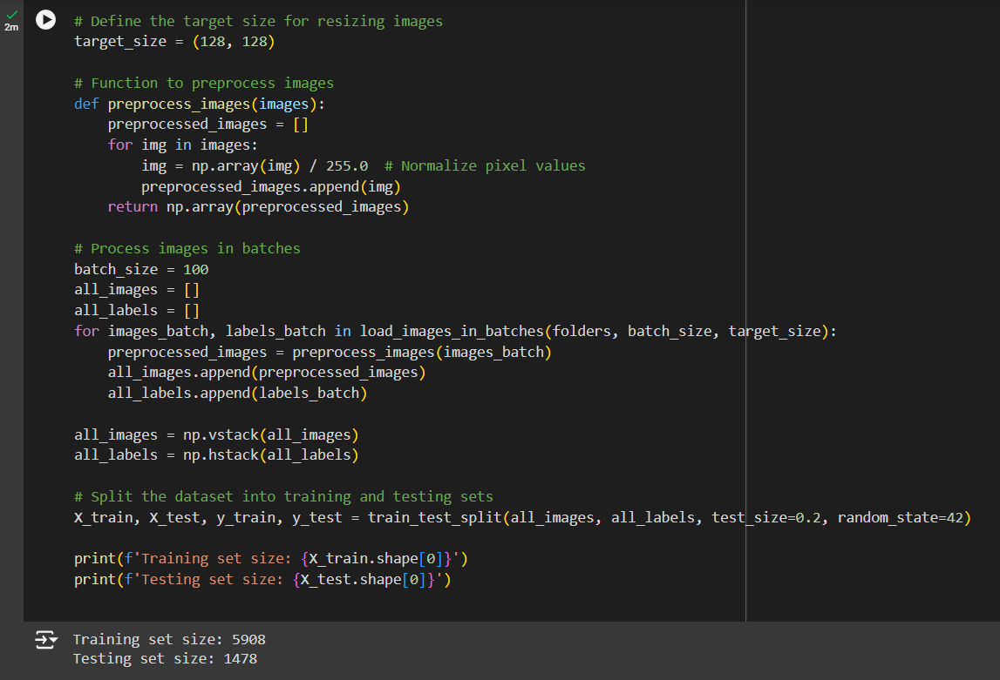 2m
# Define the target size for resizing images
target_size = (128, 128)
# Function to preprocess images
def preprocess_images(images):
    preprocessed_images = []
    for img in images:
        img = np.array(img) / 255.0  # Normalize pixel values
        preprocessed_images.append(img)
    return np.array(preprocessed_images)
# Process images in batches
batch_size = 100
all_images = []
all_labels = []
for images_batch, labels_batch in load_images_in_batches(folders, batch_size, target_size):
    preprocessed_images = preprocess_images(images_batch)
    all_images.append(preprocessed_images)
    all_labels.append(labels_batch)
all_images = np.vstack(all_images)
all_labels = np.hstack(all_labels)
# Split the dataset into training and testing sets
X_train, X_test, y_train, y_test = train_test_split(all_images, all_labels, test_size=0.2, random_state=42)
print(f'Training set size: {X_train.shape[0]}')
print(f'Testing set size: {X_test.shape[0]}')
Training set size: 5908
Testing set size: 1478